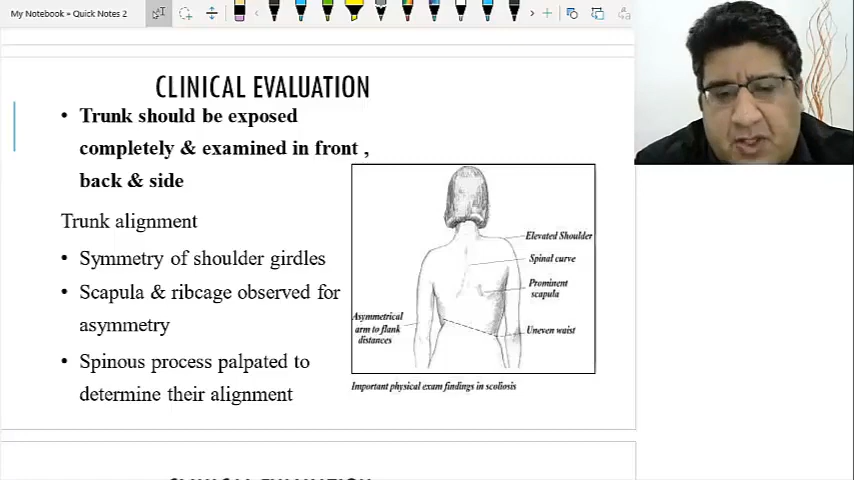 My Notebook » Quick Notes 2
CLINICAL EVALUATION
• Trunk should be exposed
completely & examined in front ,
back & side
Trunk alignment
• Symmetry of shoulder girdles
• Scapula & ribcage observed for
asymmetry
• Spinous process palpated to
determine their alignment
Elevated Shoulder
Spinal curve
Prominent
scapula
Asymmetrical
arm to flank
distances
Uneven waist
Important physical exam findings in scoliosis
CLINICAL EVALUATION